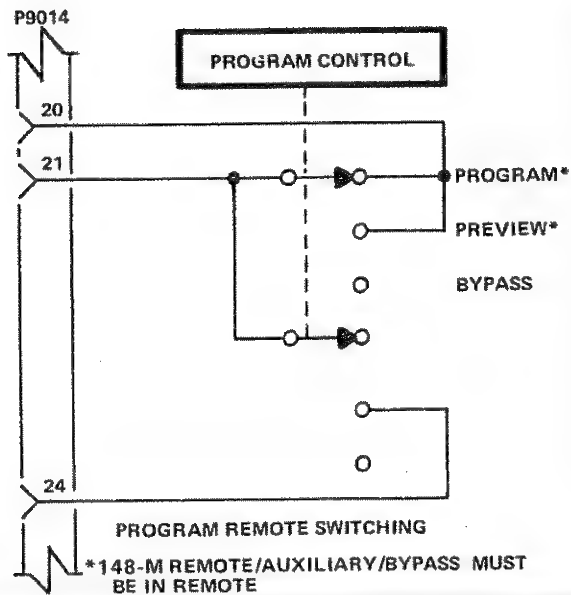 P9014
PROGRAM CONTROL
20
21
PROGRAM*
PREVIEW*
BYPASS
24
PROGRAM REMOTE SWITCHING
*148-M REMOTE/AUXILIARY/BYPASS MUST
BE IN REMOTE